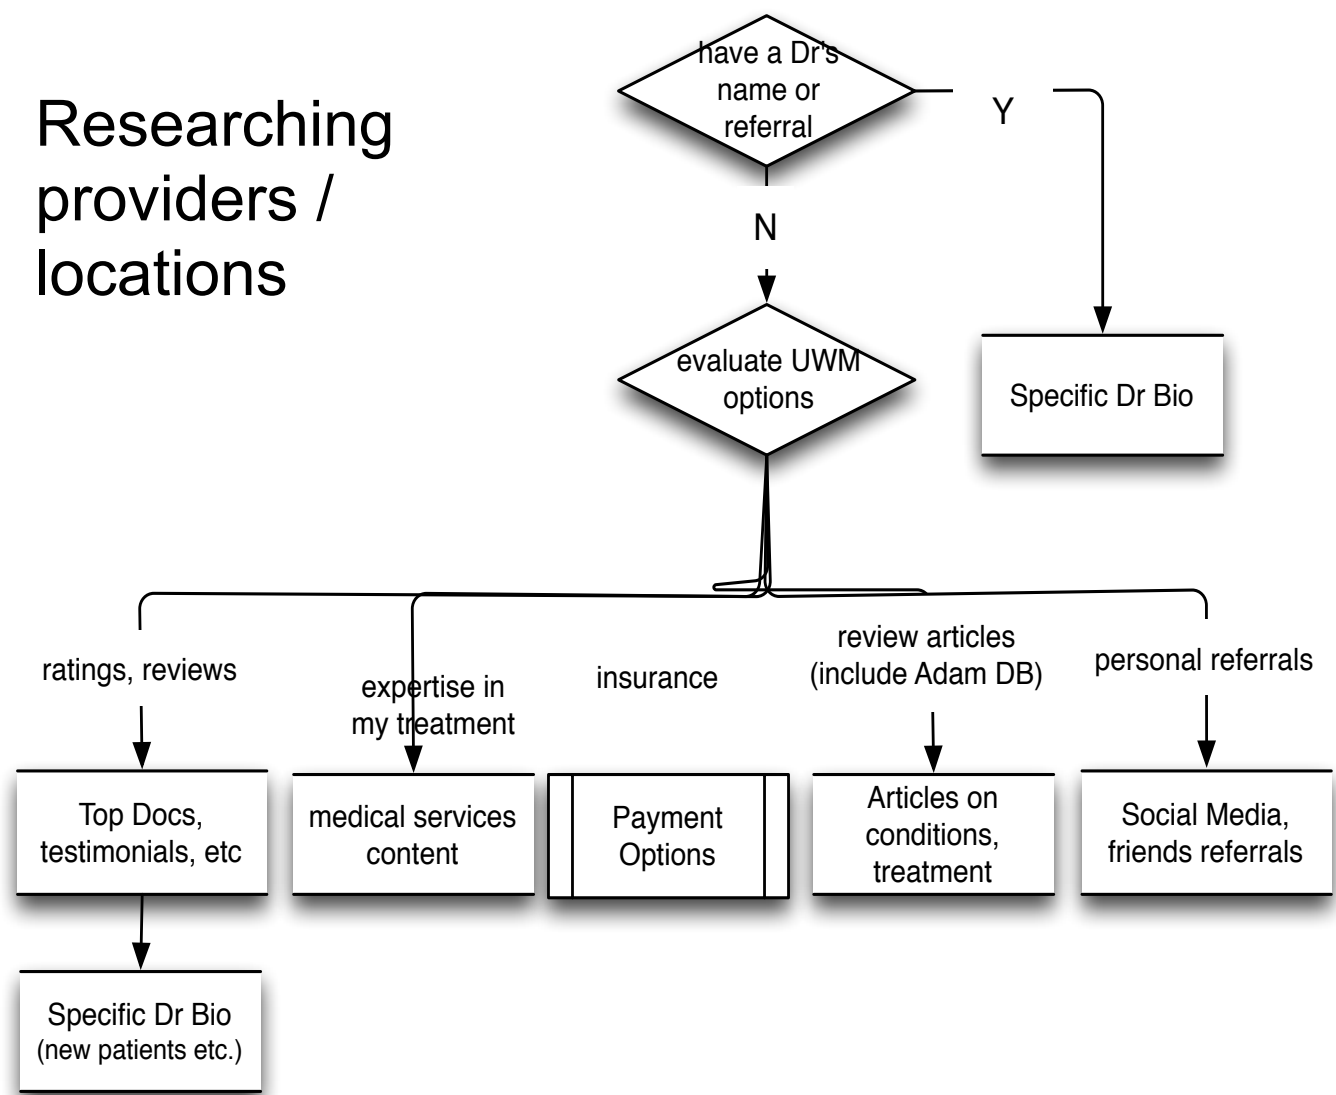 Researching
providers /
locations
have a Dr's
name or
referral
Y
N
evaluate UWM
options
Specific Dr Bio
ratings, reviews
expertise in
my treatment
insurance
review articles
(include Adam DB)
personal referrals
Top Docs,
testimonials, etc
medical services
content
Payment
Options
Articles on
conditions,
treatment
Social Media,
friends referrals
Specific Dr Bio
(new patients etc.)